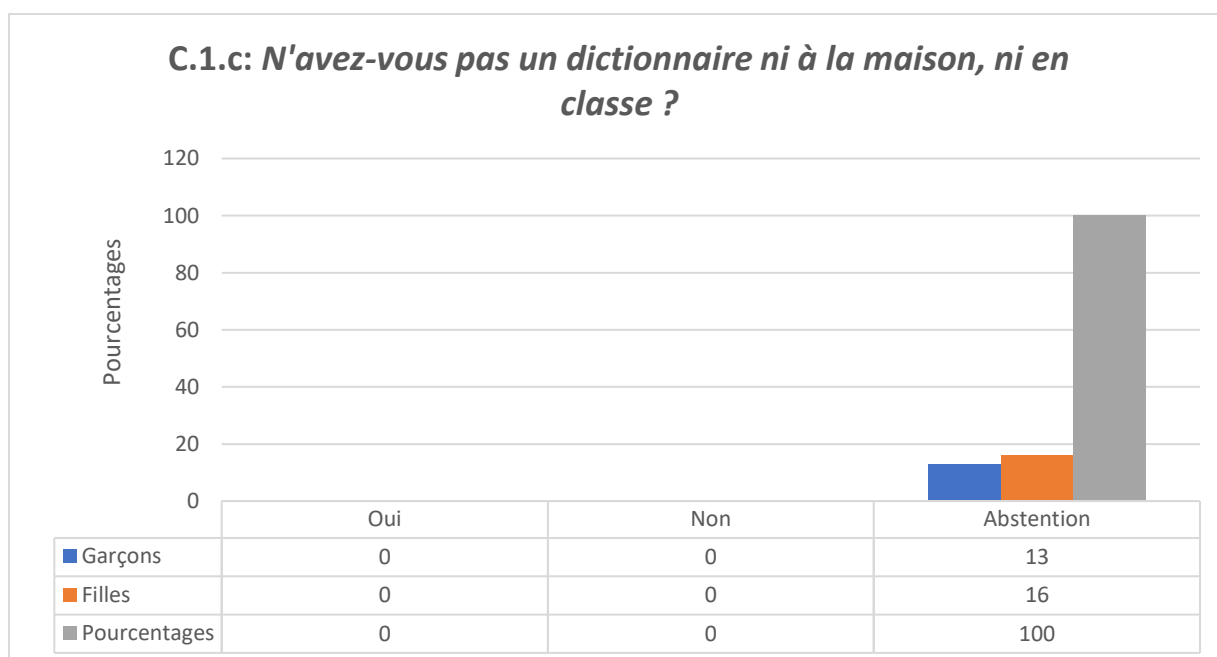 C.1.c: N'avez-vous pas un dictionnaire ni à la maison, ni en
classe ?
Pourcentages
120
100
80
60
40
20
0
Oui Non Abstention
Garçons 0 0 13
Filles 0 0 16
Pourcentages 0 0 100